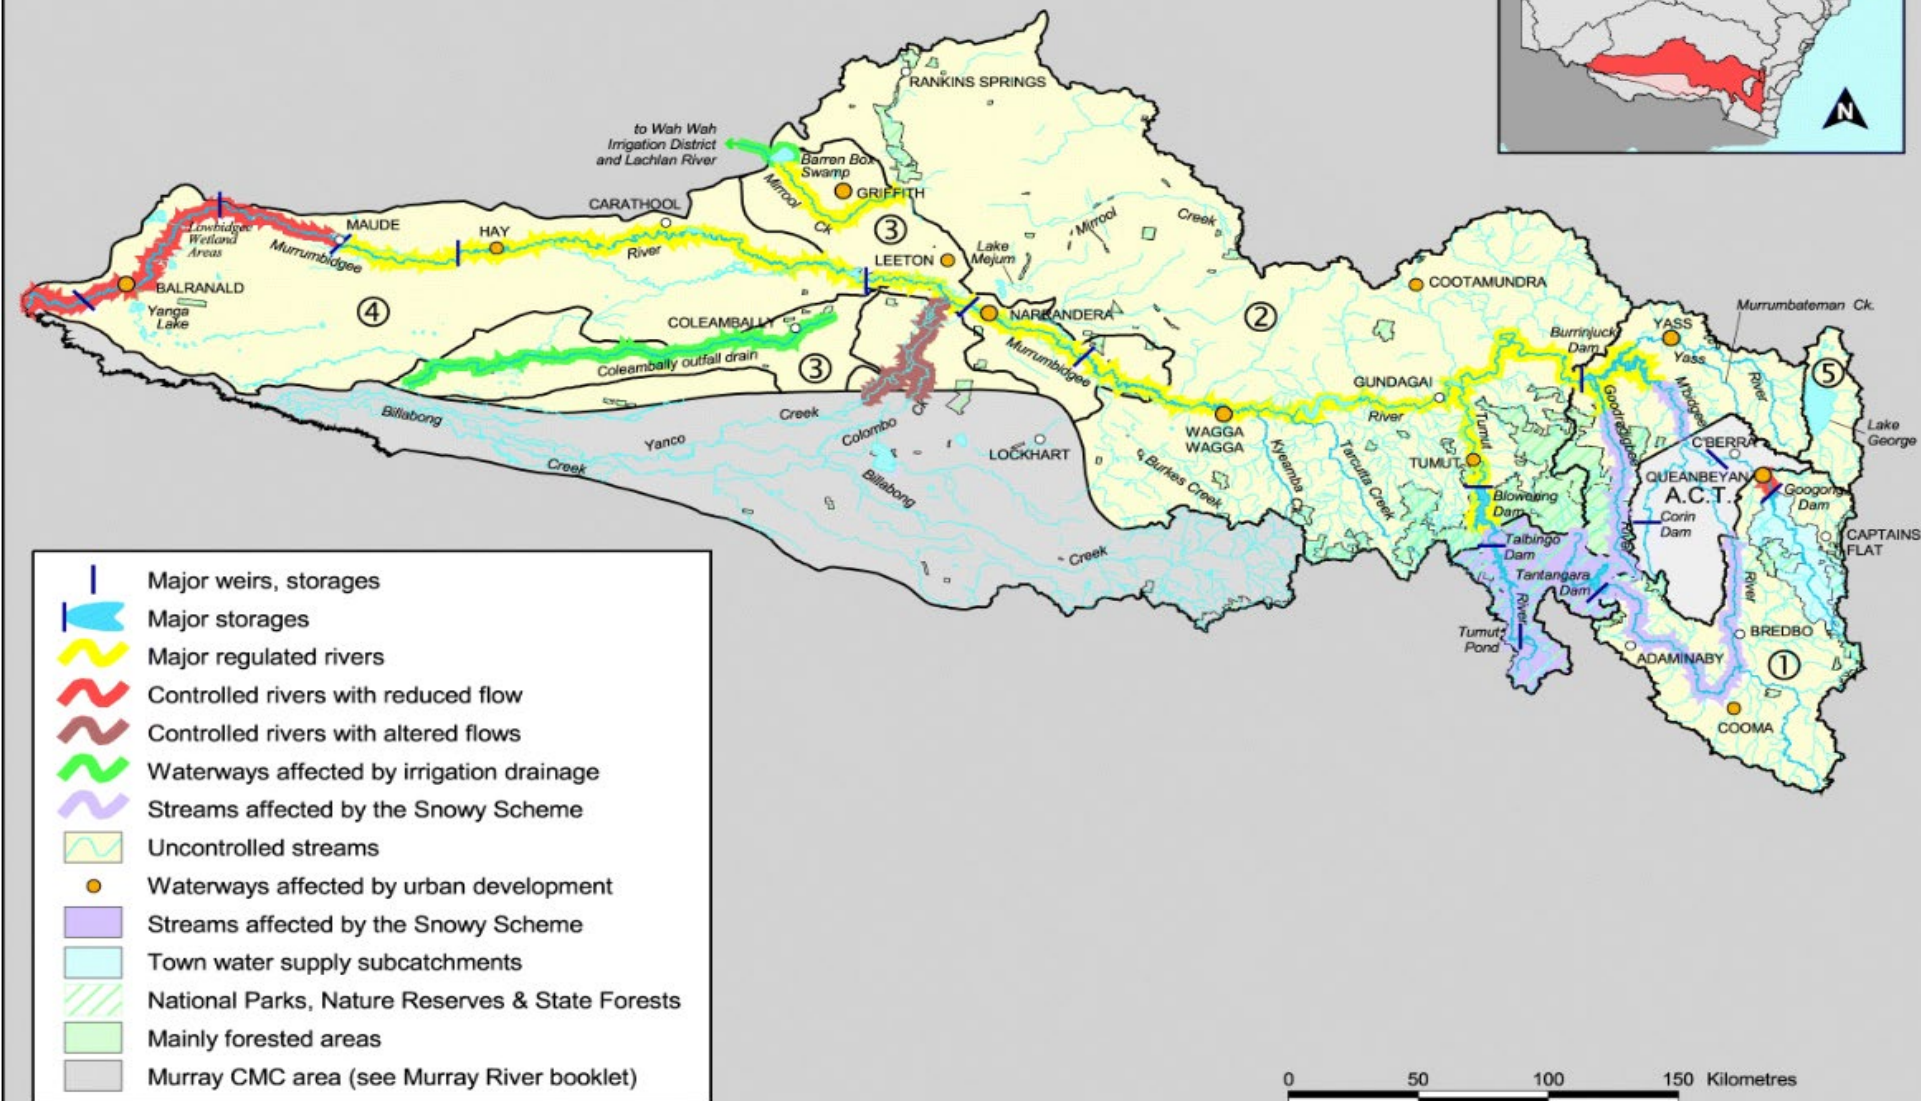 N
RANKINS SPRINGS
to Wah Wah
Irrigation District
and Lachlan River
Barren Box
Swamp
Mirrool
Ck
GRIFFITH
③
CARATHOOL
MAUDE
HAY
Lowbidgee
Wetland
Areas
Murrumbidgee
River
LEETON
Lake
Mejum
Mirrool
Creek
BALRANALD
Yanga
Lake
④
COLEAMBALLY
Coleambally outfall drain
③
NARRANDERA
Murrumbidgee
②
COOTAMUNDRA
Murrumbateman Ck.
Burrinjuck
Dam
YASS
Yass
River
⑤
Lake
George
GUNDAGAI
River
WAGGA
WAGGA
Tumut
TUMUT
Goodradigbee
River
M'bidgee
C'BERRA
QUEANBEYAN
A.C.T.
Googong
Dam
CAPTAINS
FLAT
Corin
Dam
Blowering
Dam
Talbingo
Dam
Tantangara
Dam
River
Tumut
Pond
River
BREDBO
ADAMINABY
①
COOMA
Billabong
Creek
Yanco
Creek
Colombo
Ck
LOCKHART
Billabong
Creek
Burkes Creek
Kyeamba Ck
Tarcutta Creek
Major weirs, storages
Major storages
Major regulated rivers
Controlled rivers with reduced flow
Controlled rivers with altered flows
Waterways affected by irrigation drainage
Streams affected by the Snowy Scheme
Uncontrolled streams
Waterways affected by urban development
Streams affected by the Snowy Scheme
Town water supply subcatchments
National Parks, Nature Reserves & State Forests
Mainly forested areas
Murray CMC area (see Murray River booklet)
0 50 100 150 Kilometres